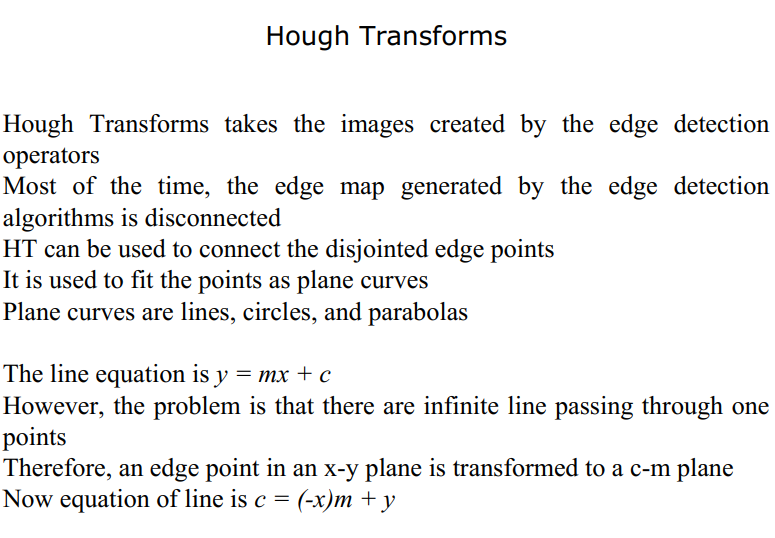 Hough Transforms
Hough Transforms takes the images created by the edge detection
operators
Most of the time, the edge map generated by the edge detection
algorithms is disconnected
HT can be used to connect the disjointed edge points
It is used to fit the points as plane curves
Plane curves are lines, circles, and parabolas
The line equation is y = mx + c
However, the problem is that there are infinite line passing through one
points
Therefore, an edge point in an x-y plane is transformed to a c-m plane
Now equation of line is c = (-x)m + y